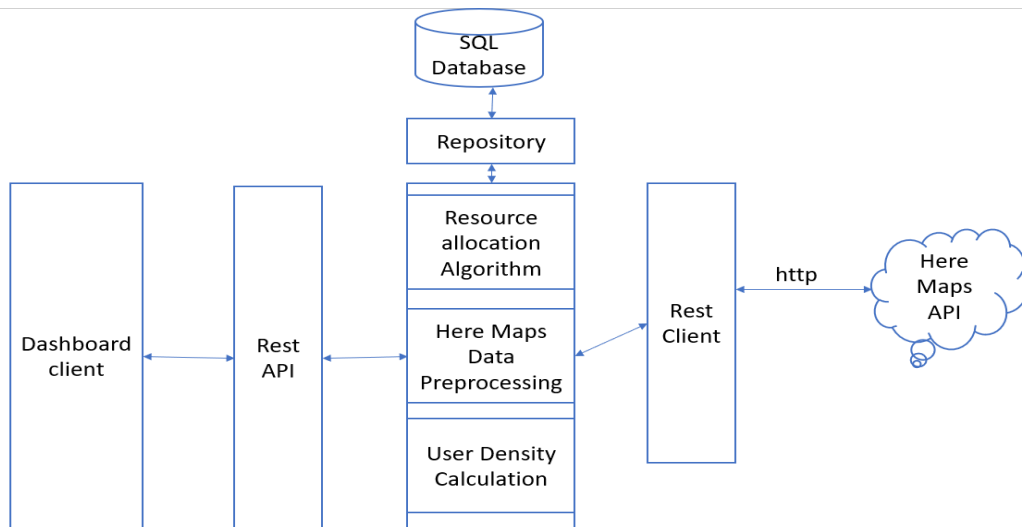 SQL
Database
Repository
Resource
allocation
Algorithm
Here Maps
Data
Preprocessing
User Density
Calculation
Dashboard
client
Rest
API
Rest
Client
http
Here
Maps
API